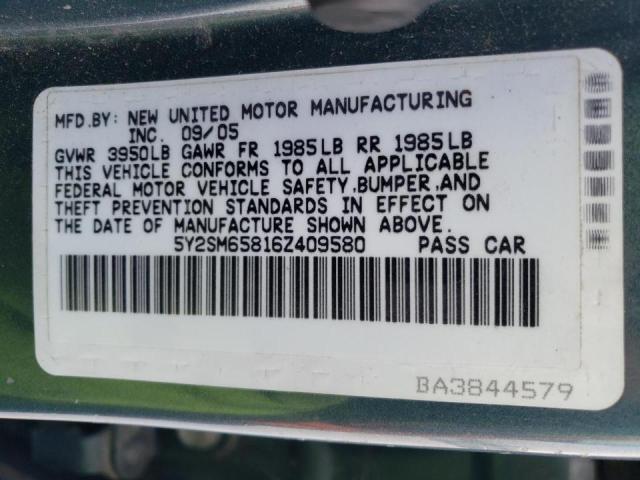 MFD.BY: NEW UNITED MOTOR MANUFACTURING
INC. 09/05
GVWR 3950LB GAWR FR 1985LB RR 1985LB
THIS VEHICLE CONFORMS TO ALL APPLICABLE
FEDERAL MOTOR VEHICLE SAFETY,BUMPER,AND
THEFT PREVENTION STANDARDS IN EFFECT ON
THE DATE OF MANUFACTURE SHOWN ABOVE.
5Y2SM65816Z409580 PASS CAR
BA3844579